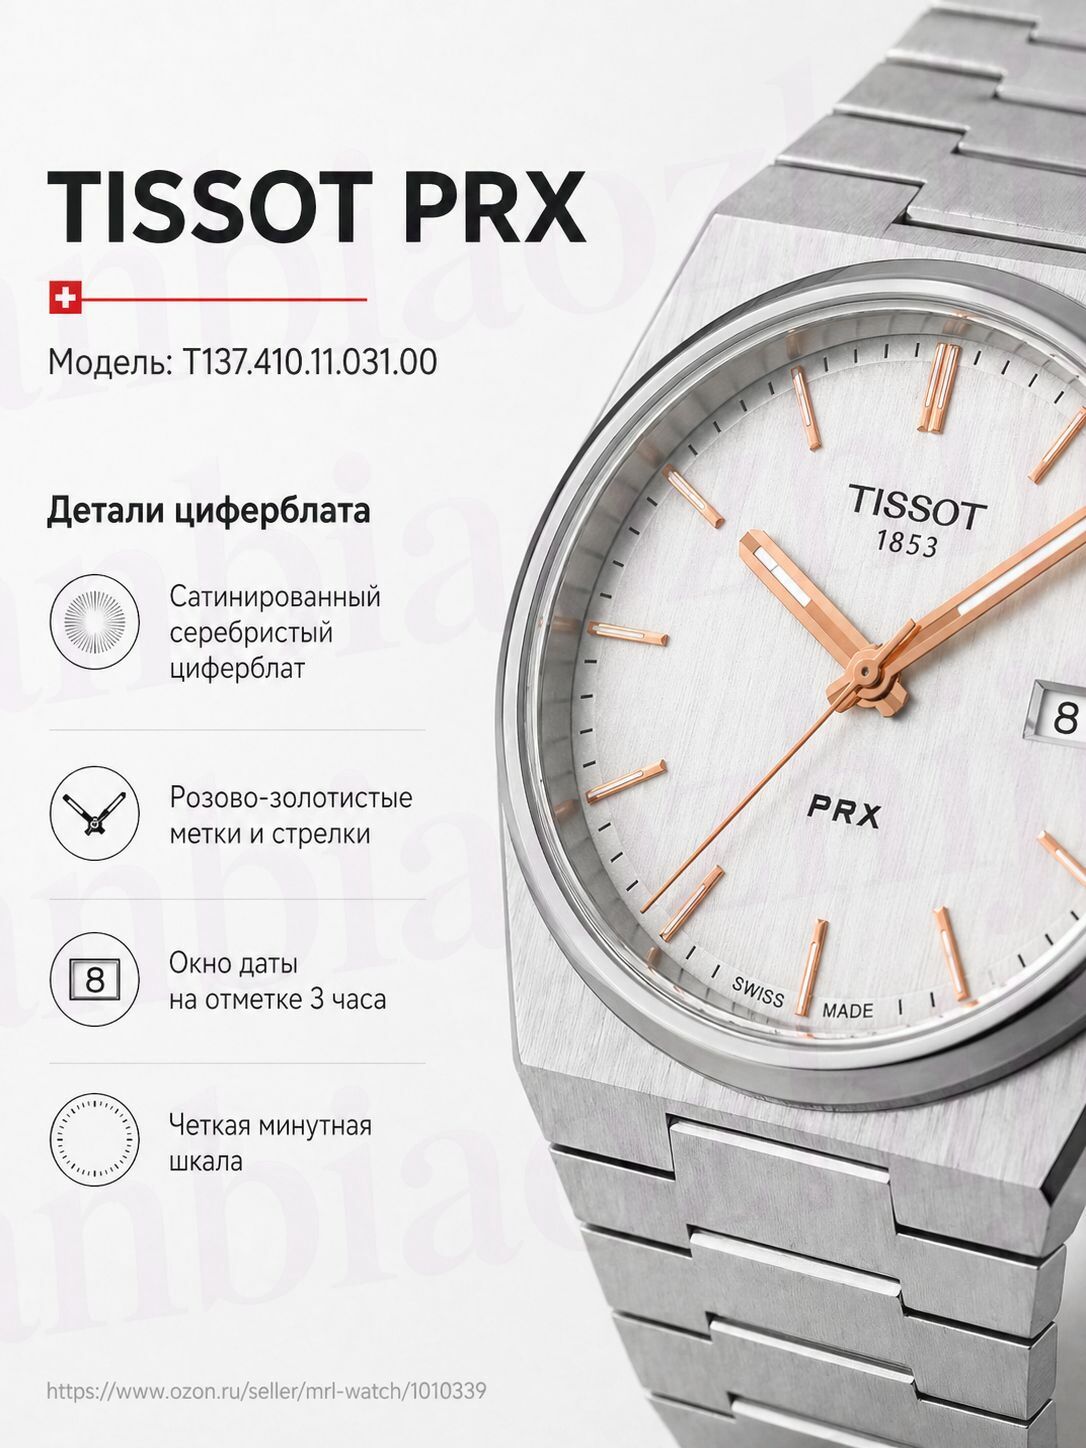 TISSOT PRX
Модель: T137.410.11.031.00
Детали циферблата
Сатинированный
серебристый
циферблат
Розово-золотистые
метки и стрелки
8
Окно даты
на отметке 3 часа
Четкая минутная
шкала
https://www.ozon.ru/seller/mrl-watch/1010339
TISSOT
1853
8
PRX
SWISS MADE